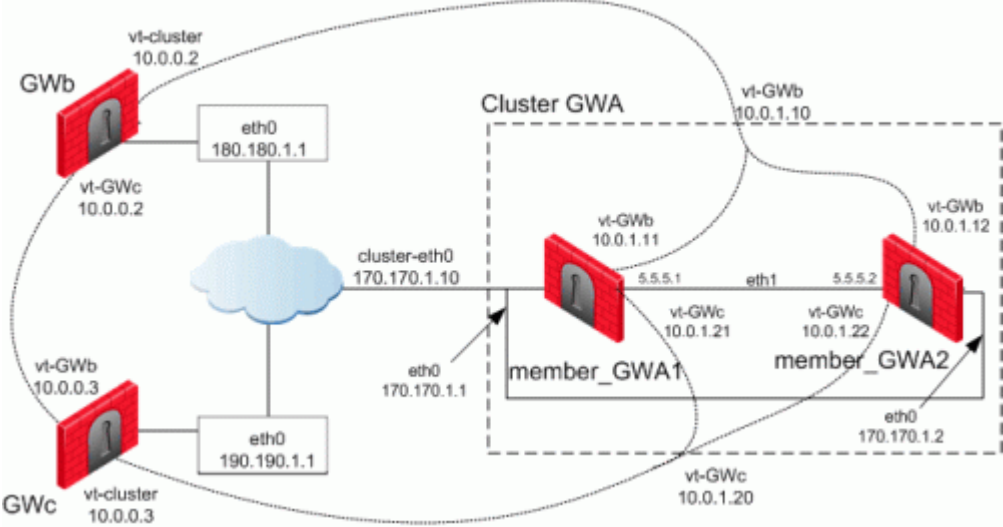 vt-cluster
10.0.0.2
GWb
eth0
180.180.1.1
vt-GWc
10.0.0.2
Cluster GWA
vt-GWb
10.0.1.10
vt-GWb
10.0.1.11
vt-GWb
10.0.1.12
cluster-eth0
170.170.1.10
5.5.5.1
eth1
5.5.5.2
vt-GWc
10.0.1.21
vt-GWc
10.0.1.22
eth0
170.170.1.1
member_GWA1
member_GWA2
eth0
170.170.1.2
vt-GWb
10.0.0.3
eth0
190.190.1.1
GWc
vt-cluster
10.0.0.3
vt-GWc
10.0.1.20